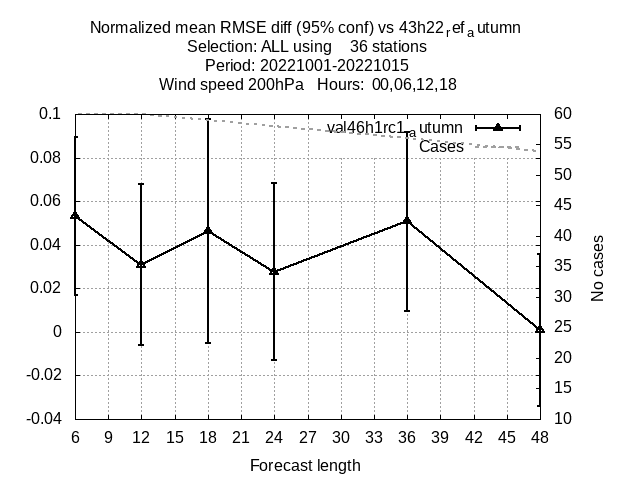 Normalized mean RMSE diff (95% conf) vs 43h22ref autumn
Selection: ALL using    36 stations
Period: 20221001-20221015
Wind speed 200hPa   Hours:  00,06,12,18
val46h1rc1autumn
Cases
0.1
0.08
0.06
0.04
0.02
0
-0.02
-0.04
60
55
50
45
40
35
30
25
20
15
10
No cases
6 9 12 15 18 21 24 27 30 33 36 39 42 45 48
Forecast length